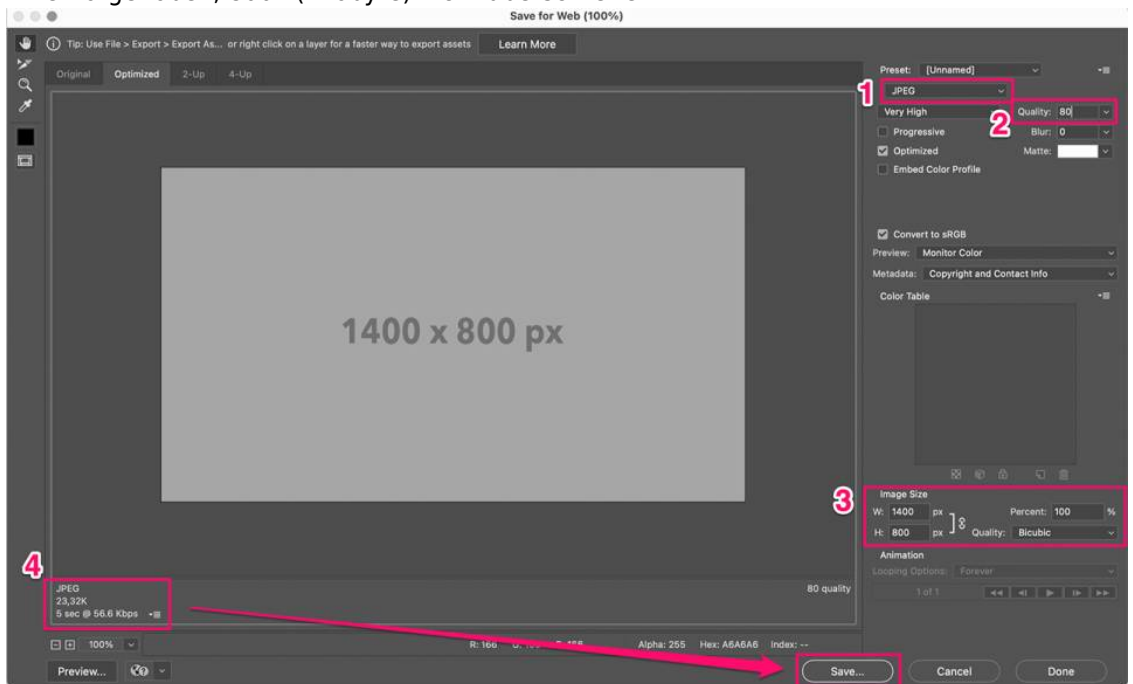 Save for Web (100%)
Tip: Use File > Export > Export As... or right click on a layer for a faster way to export assets
Learn More
Original Optimized 2-Up 4-Up
Preset: [Unnamed]
1 JPEG
Very High 2 Quality: 80
Progressive Blur: 0
Optimized Matte:
Embed Color Profile
Convert to sRGB
Preview: Monitor Color
Metadata: Copyright and Contact Info
Color Table
1400 x 800 px
3 Image Size
W: 1400 px Percent: 100 %
H: 800 px Quality: Bicubic
Animation
Looping Options: Forever
1 of 1
4
JPEG
23,32K
5 sec @ 56.6 Kbps
80 quality
100% R: 166 Alpha: 255 Hex: A6A6A6 Index: --
Preview... Save... Cancel Done